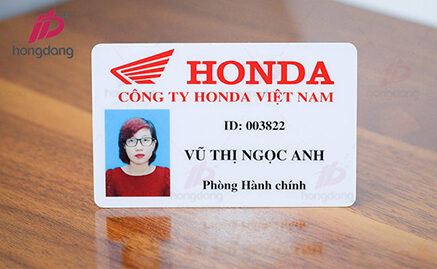 hongdang
HONDA
CÔNG TY HONDA VIỆT NAM
ID: 003822
VŨ THỊ NGỌC ANH
Phòng Hành chính
hongdang